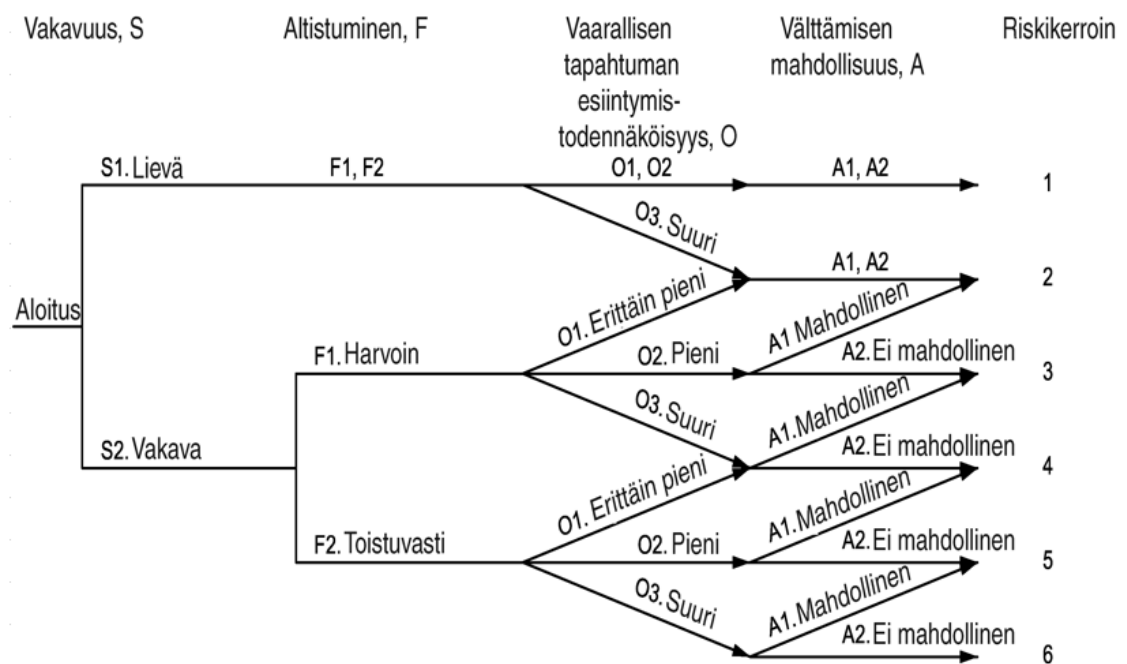 Vakavuus, S
Altistuminen, F
Vaarallisen
tapahtuman
esiintymis-
todennäköisyys, O
Välttämisen
mahdollisuus, A
Riskikerroin
S1. Lievä
F1, F2
O1, O2
A1, A2
1
O3. Suuri
A1, A2
2
Aloitus
O1. Erittäin pieni
A1 Mahdollinen
F1. Harvoin
O2. Pieni
A2. Ei mahdollinen
3
O3. Suuri
A1. Mahdollinen
S2. Vakava
A2. Ei mahdollinen
4
O1. Erittäin pieni
A1. Mahdollinen
F2. Toistuvasti
O2. Pieni
A2. Ei mahdollinen
5
O3. Suuri
A1. Mahdollinen
A2. Ei mahdollinen
6